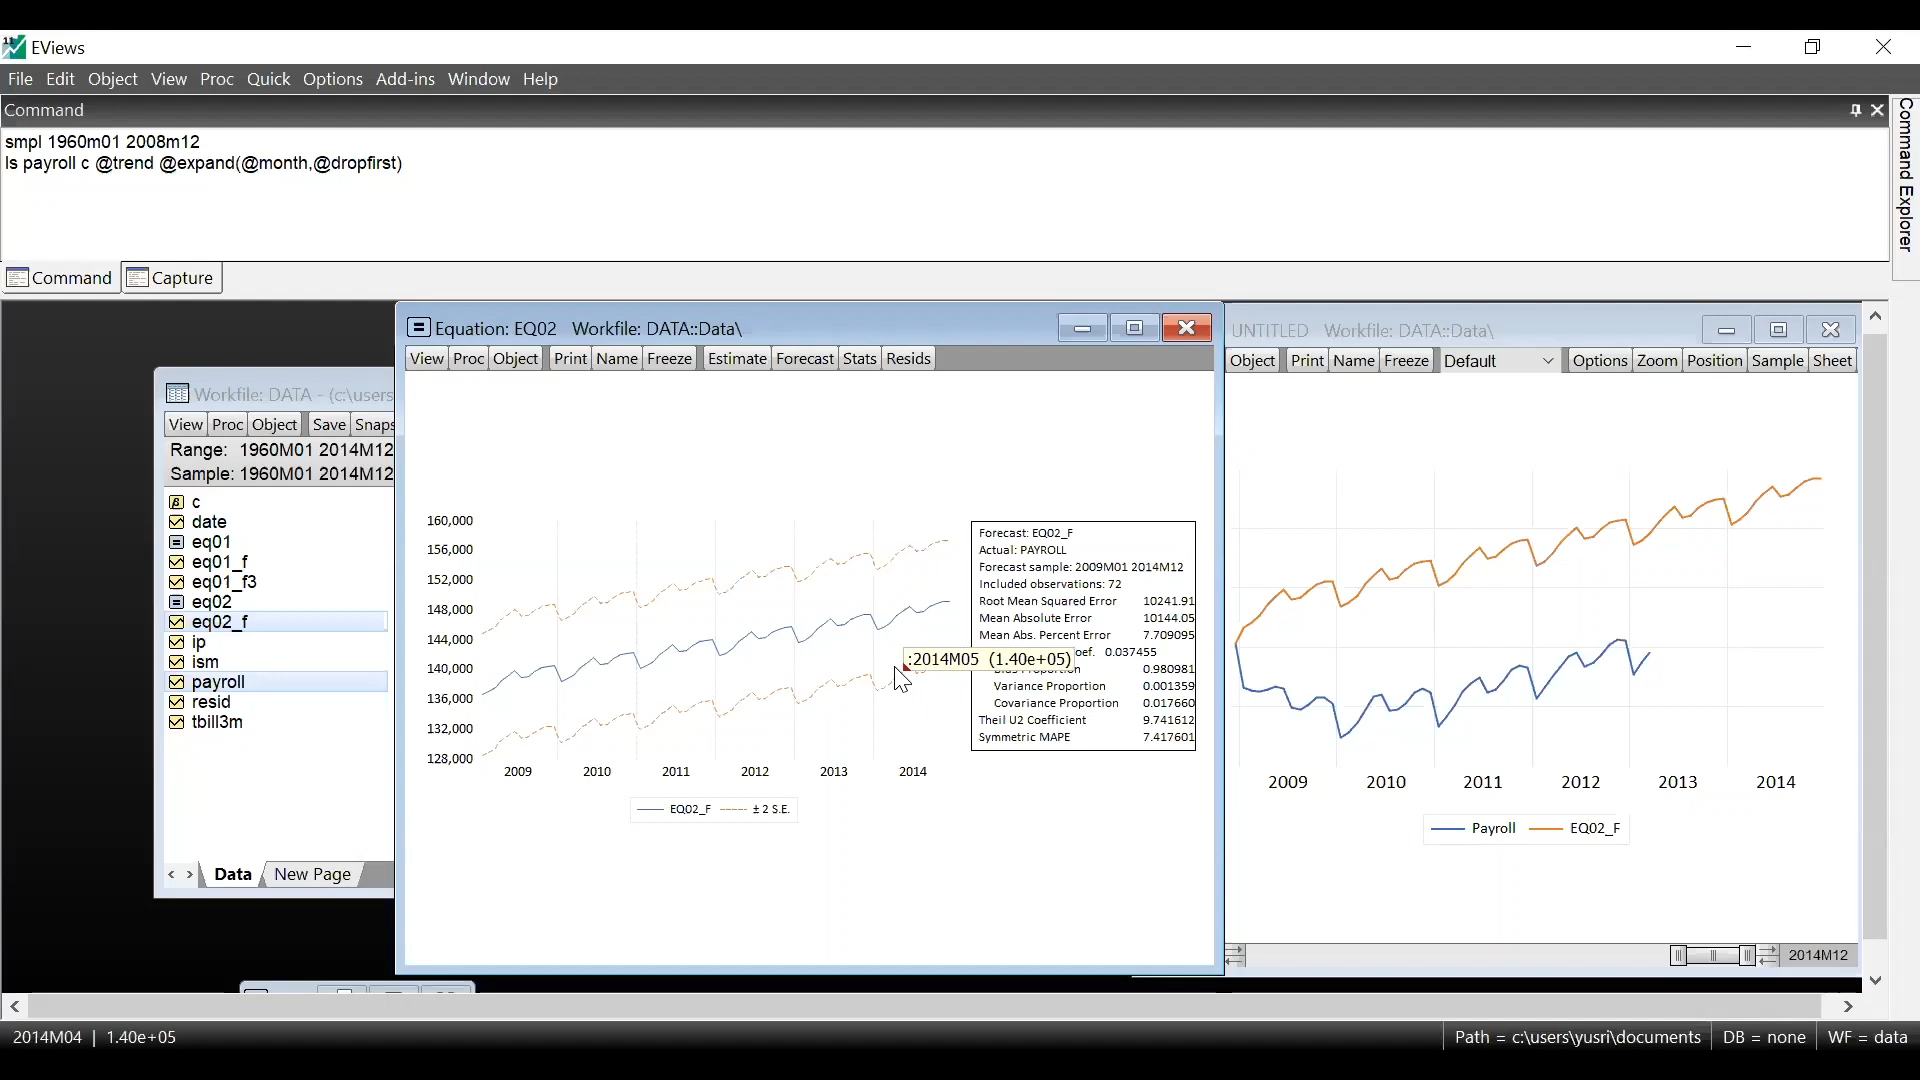 EViews
File Edit Object View Proc Quick Options Add-ins Window Help
Command
smpl 1960m01 2008m12
ls payroll c @trend @expand(@month,@dropfirst)
Command Explorer
Command Capture
Workfile: DATA - (c:\users
View Proc Object Save Snaps
Range: 1960M01 2014M12
Sample: 1960M01 2014M12
c
date
eq01
eq01_f
eq01_f3
eq02
eq02_f
ip
ism
payroll
resid
tbill3m
Data New Page
Equation: EQ02 Workfile: DATA::Data\
View Proc Object Print Name Freeze Estimate Forecast Stats Resids
160,000
156,000
152,000
148,000
144,000
140,000
136,000
132,000
128,000
2009 2010 2011 2012 2013 2014
EQ02_F ± 2 S.E.
Forecast: EQ02_F
Actual: PAYROLL
Forecast sample: 2009M01 2014M12
Included observations: 72
Root Mean Squared Error 10241.91
Mean Absolute Error 10144.05
Mean Abs. Percent Error 7.709095
oef. 0.037455
:2014M05 (1.40e+05)
Bias Proportion 0.980981
Variance Proportion 0.001359
Covariance Proportion 0.017660
Theil U2 Coefficient 9.741612
Symmetric MAPE 7.417601
UNTITLED Workfile: DATA::Data\
Object Print Name Freeze Default Options Zoom Position Sample Sheet
2009 2010 2011 2012 2013 2014
Payroll EQ02_F
2014M12
2014M04 | 1.40e+05
Path = c:\users\yusri\documents DB = none WF = data